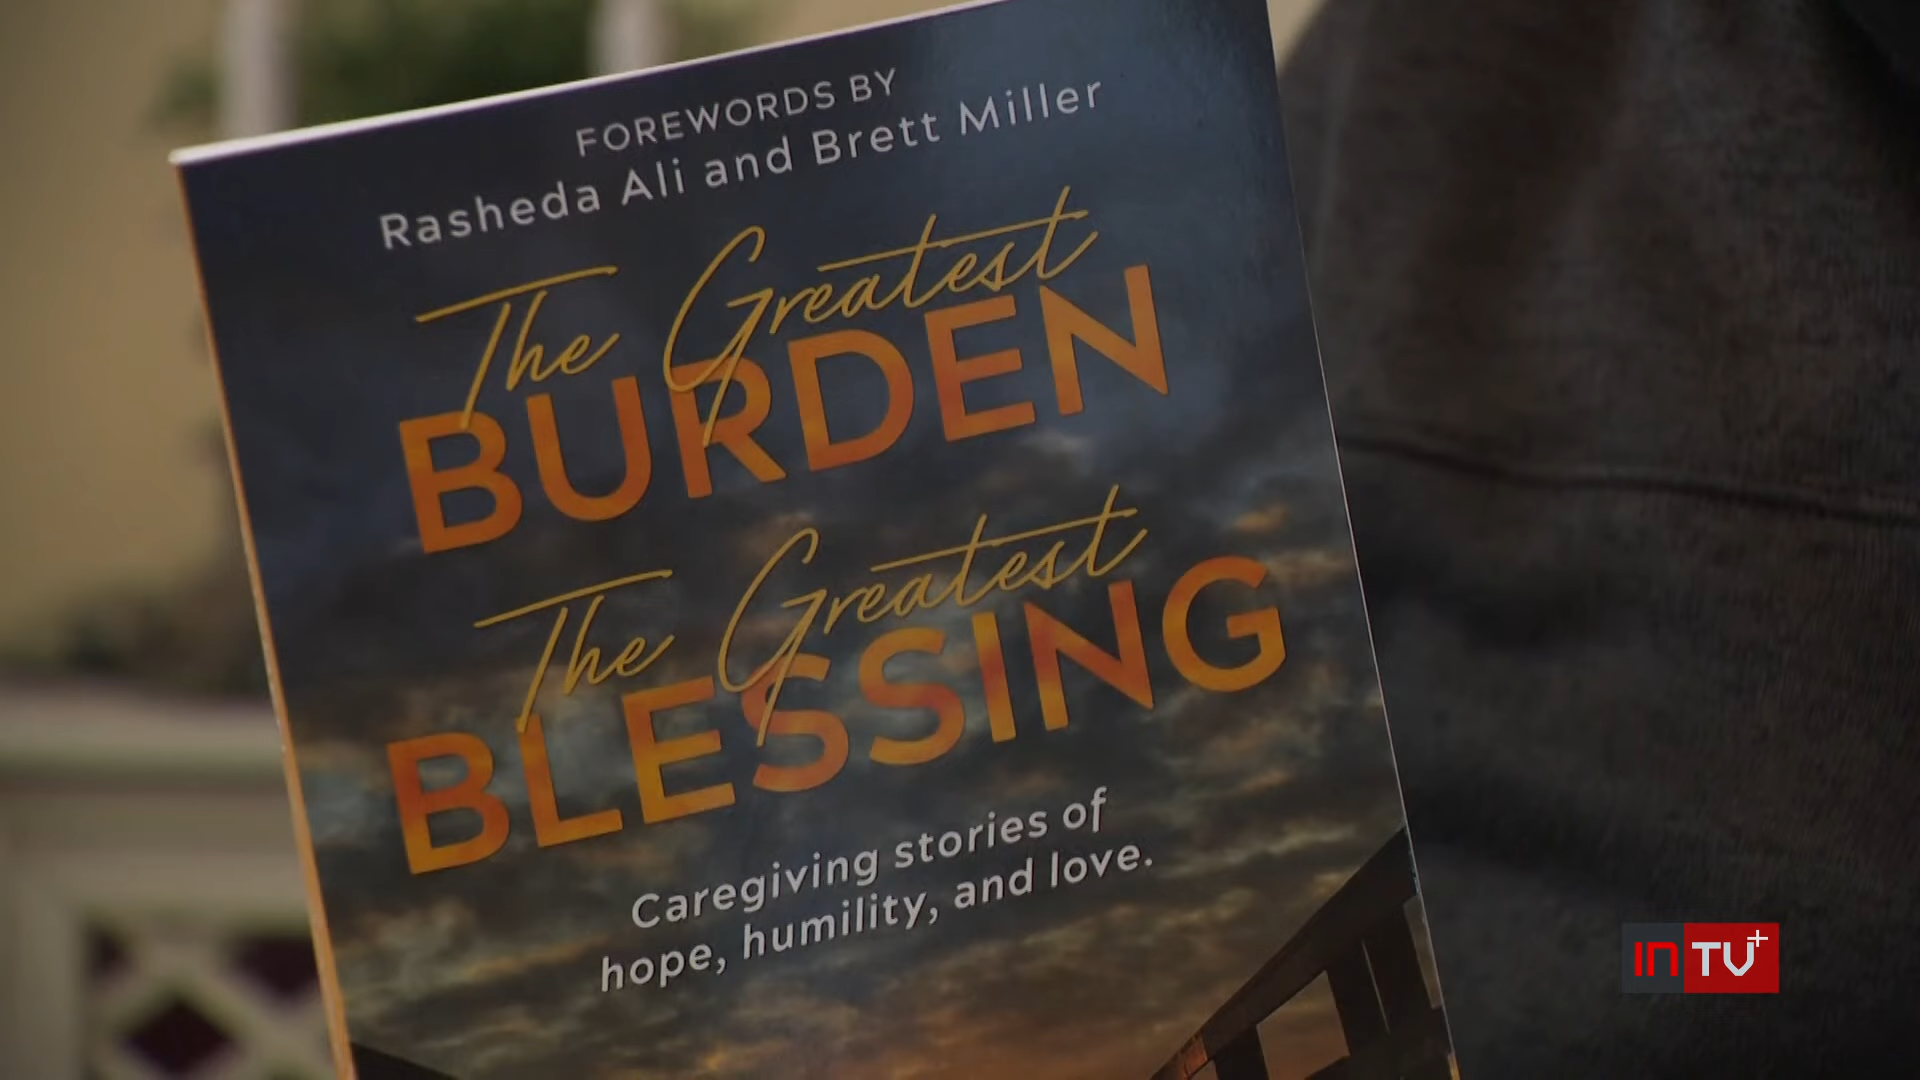 FOREWORDS BY
Rasheda Ali and Brett Miller
The Greatest
BURDEN
The Greatest
BLESSING
Caregiving stories of
hope, humility, and love.
INTV+